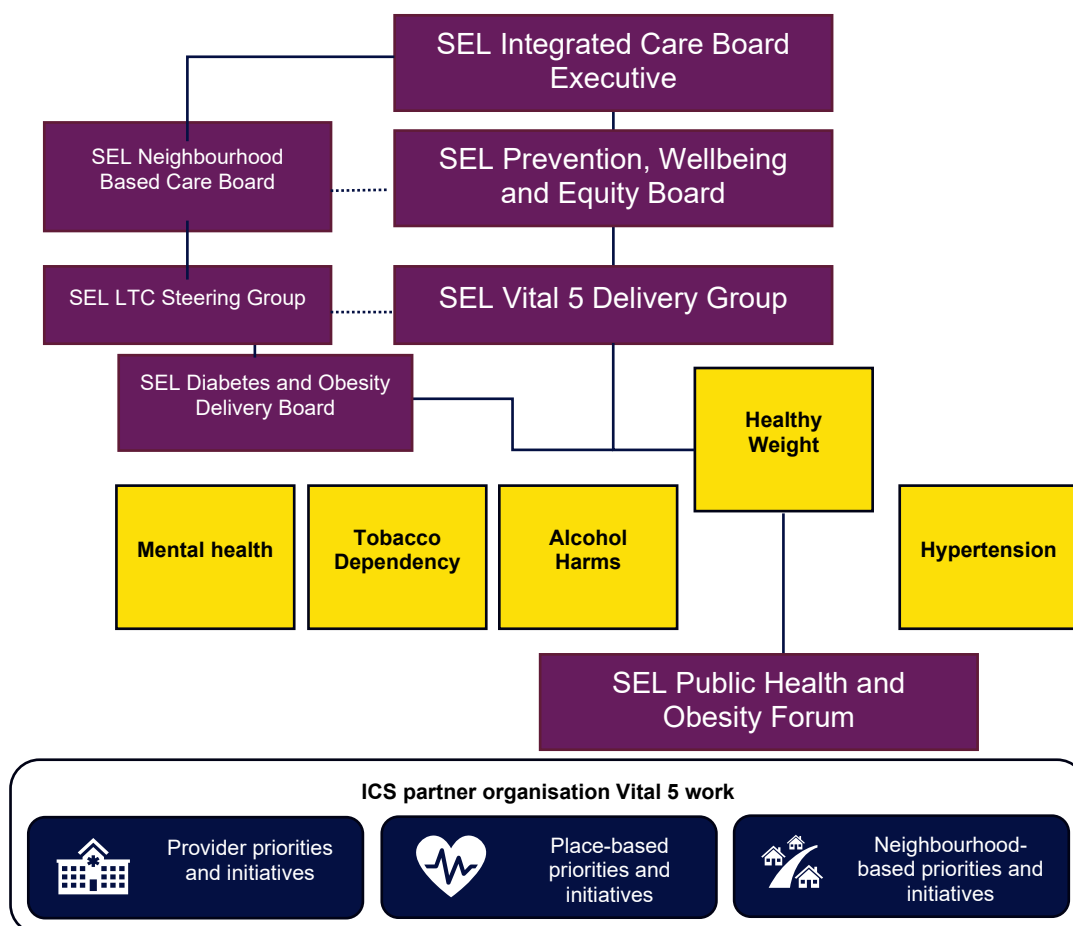 SEL Integrated Care Board
Executive
SEL Neighbourhood
Based Care Board
SEL Prevention, Wellbeing
and Equity Board
SEL LTC Steering Group
SEL Vital 5 Delivery Group
SEL Diabetes and Obesity
Delivery Board
Healthy
Weight
Mental health
Tobacco
Dependency
Alcohol
Harms
Hypertension
SEL Public Health and
Obesity Forum
ICS partner organisation Vital 5 work
Provider priorities
and initiatives
Place-based
priorities and
initiatives
Neighbourhood-
based priorities and
initiatives